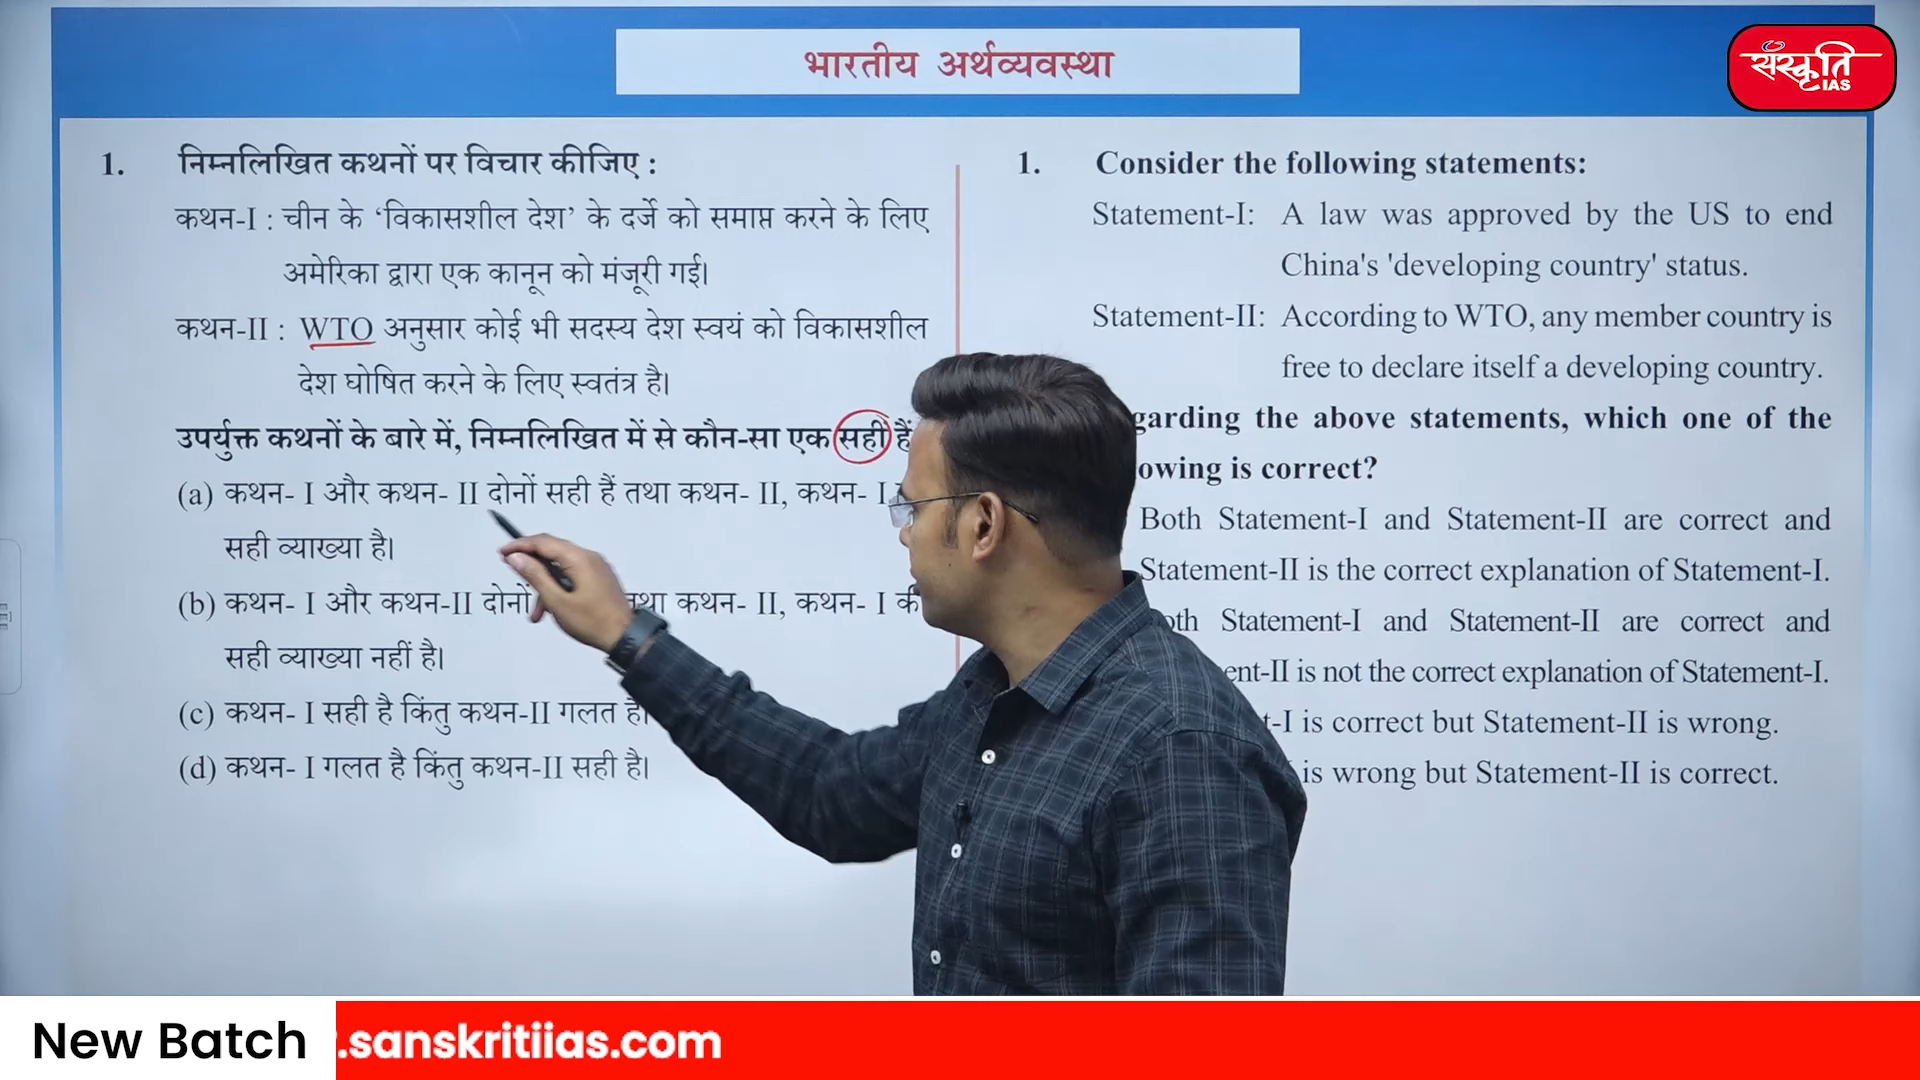 भारतीय अर्थव्यवस्था
संस्कृति
IAS
1. निम्नलिखित कथनों पर विचार कीजिए :
कथन-I : चीन के ‘विकासशील देश’ के दर्जे को समाप्त करने के लिए
अमेरिका द्वारा एक कानून को मंजूरी गई।
कथन-II : WTO अनुसार कोई भी सदस्य देश स्वयं को विकासशील
देश घोषित करने के लिए स्वतंत्र है।
उपर्युक्त कथनों के बारे में, निम्नलिखित में से कौन-सा एक सही हैं
(a) कथन- I और कथन- II दोनों सही हैं तथा कथन- II, कथन- I
सही व्याख्या है।
(b) कथन- I और कथन-II दोनों तथा कथन- II, कथन- I की
सही व्याख्या नहीं है।
(c) कथन- I सही है किंतु कथन-II गलत है।
(d) कथन- I गलत है किंतु कथन-II सही है।
1. Consider the following statements:
Statement-I: A law was approved by the US to end
China's 'developing country' status.
Statement-II: According to WTO, any member country is
free to declare itself a developing country.
garding the above statements, which one of the
owing is correct?
Both Statement-I and Statement-II are correct and
Statement-II is the correct explanation of Statement-I.
oth Statement-I and Statement-II are correct and
ent-II is not the correct explanation of Statement-I.
t-I is correct but Statement-II is wrong.
is wrong but Statement-II is correct.
New Batch
.sanskritiias.com